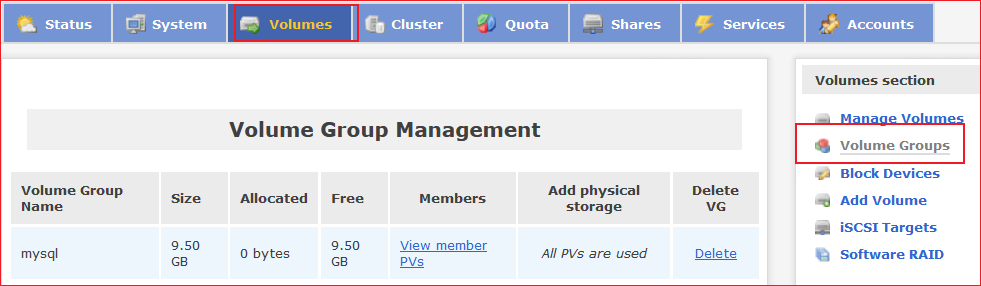 Status System Volumes Cluster Quota Shares Services Accounts
Volumes section
Manage Volumes
Volume Groups
Block Devices
Add Volume
iSCSI Targets
Software RAID
Volume Group Management
Volume Group Name Size Allocated Free Members Add physical storage Delete VG
mysql 9.50 GB 0 bytes 9.50 GB View member PVs All PVs are used Delete